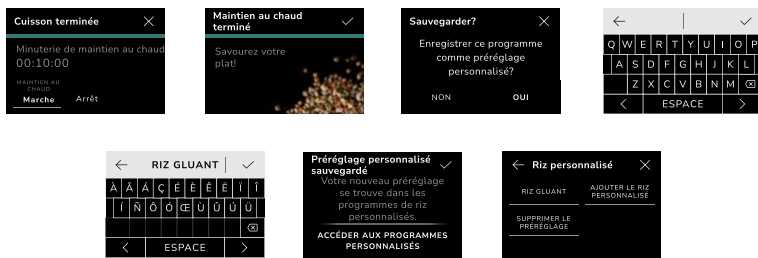 Cuisson terminée
Minuterie de maintien au chaud
00:10:00
MAINTIEN AU
CHAUD
Marche Arrêt
Maintien au chaud
terminé
Savourez votre
plat!
Sauvegarder?
Enregistrer ce programme
comme préréglage
personnalisé?
NON OUI
Q W E R T Y U I O P
A S D F G H J K L
Z X C V B N M
ESPACE
RIZ GLUANT
À Â Á Ç É È Ê Ë Ï Î
Í Ñ Ô Ó Œ Ù Û Ú Ü
ESPACE
Préréglage personnalisé
sauvegardé
Votre nouveau préréglage
se trouve dans les
programmes de riz
personnalisés.
ACCÉDER AUX PROGRAMMES
PERSONNALISÉS
Riz personnalisé
RIZ GLUANT
AJOUTER LE RIZ
PERSONNALISÉ
SUPPRIMER LE
PRÉRÉGLAGE